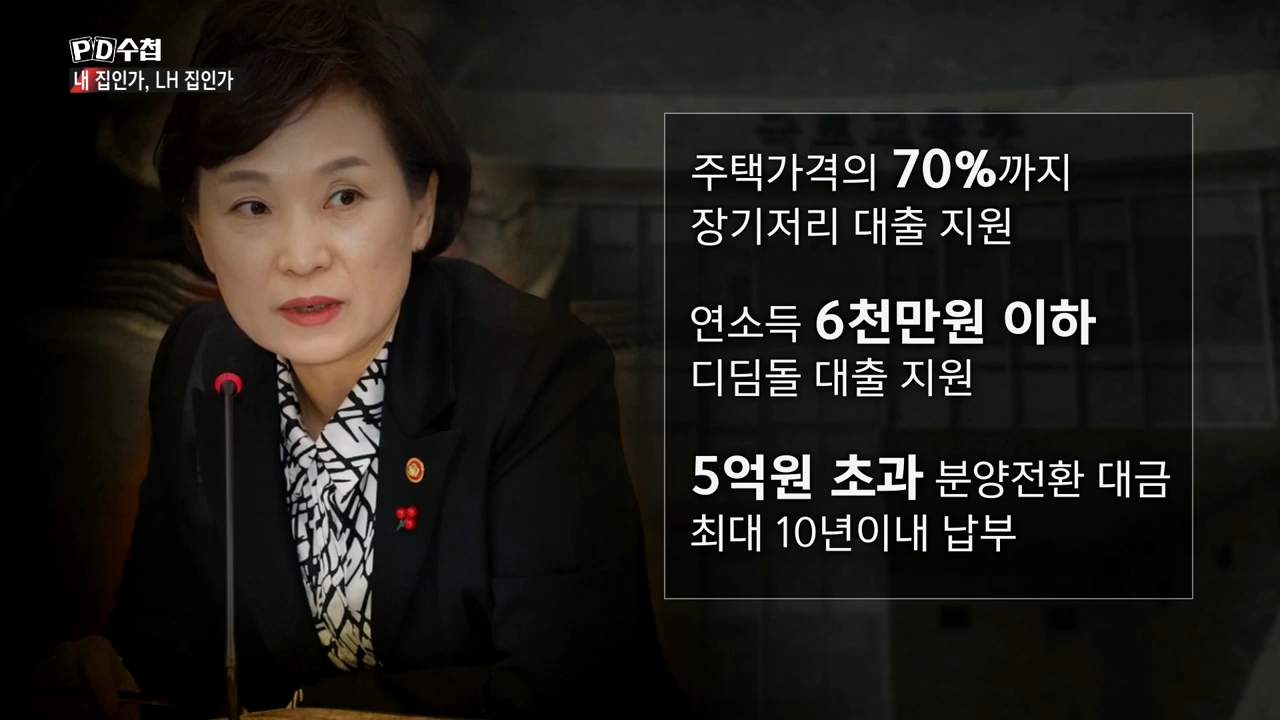 PD수첩
내 집인가, LH 집인가
주택가격의 70%까지
장기저리 대출 지원
연소득 6천만원 이하
디딤돌 대출 지원
5억원 초과 분양전환 대금
최대 10년이내 납부